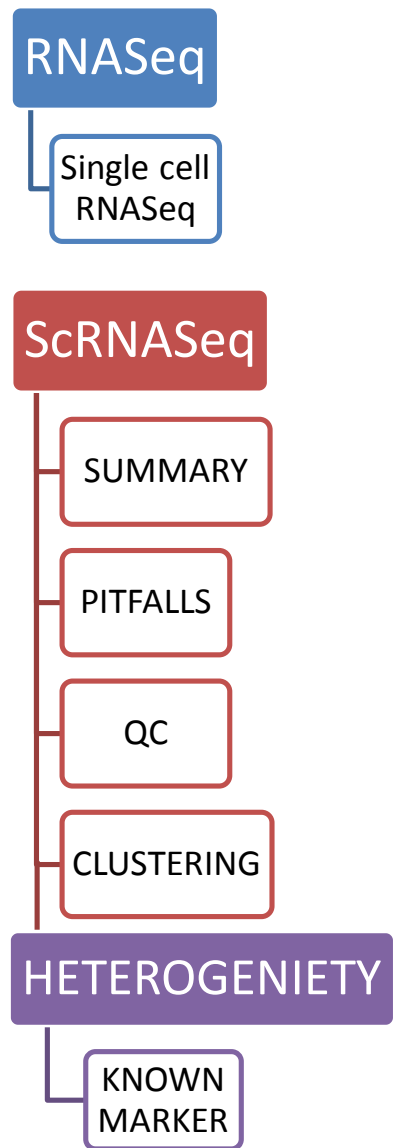 RNASeq
Single cell
RNASeq
ScRNASeq
SUMMARY
PITFALLS
QC
CLUSTERING
HETEROGENIETY
KNOWN
MARKER